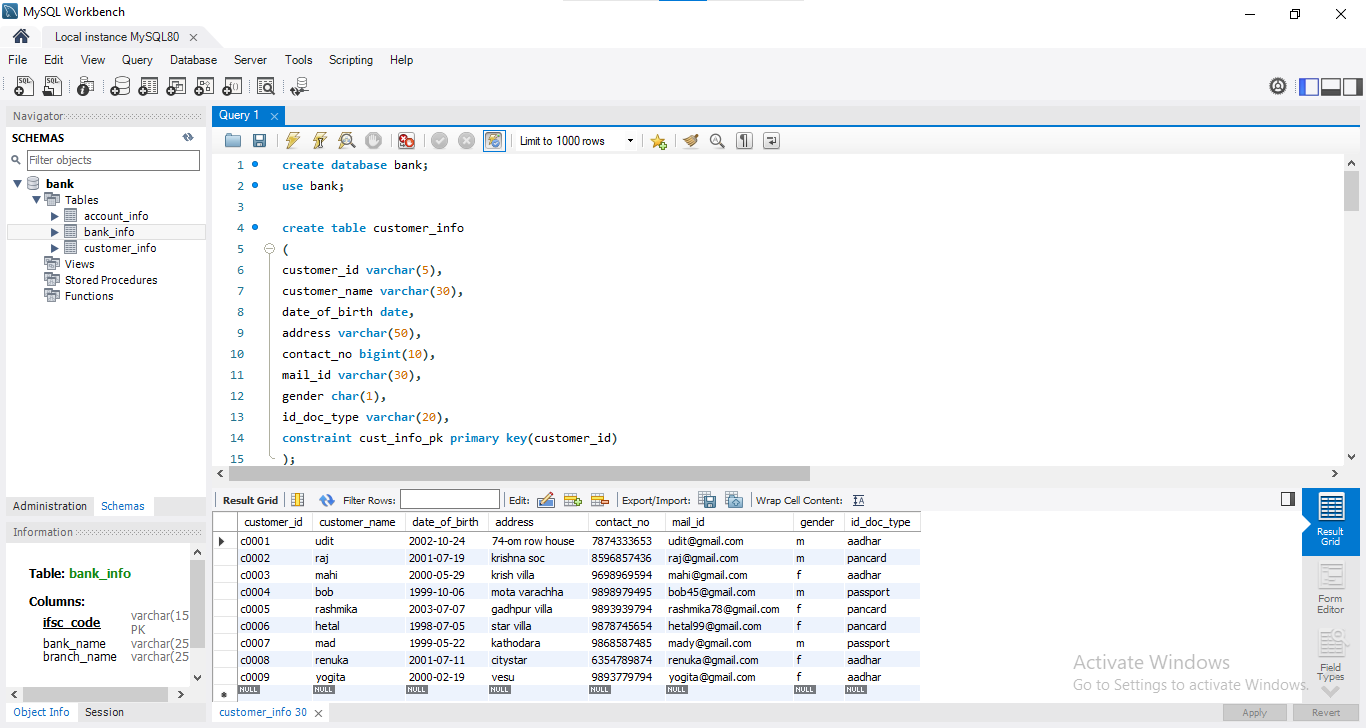 MySQL Workbench
Local instance MySQL80
File Edit View Query Database Server Tools Scripting Help
Navigator
SCHEMAS
Filter objects
bank
Tables
account_info
bank_info
customer_info
Views
Stored Procedures
Functions
Administration Schemas
Information
Table: bank_info
Columns:
ifsc_code varchar(15
PK
bank_name varchar(25
branch_name varchar(25
Object Info Session
Query 1
Limit to 1000 rows
1 create database bank;
2 use bank;
3
4 create table customer_info
5 (
6 customer_id varchar(5),
7 customer_name varchar(30),
8 date_of_birth date,
9 address varchar(50),
10 contact_no bigint(10),
11 mail_id varchar(30),
12 gender char(1),
13 id_doc_type varchar(20),
14 constraint cust_info_pk primary key(customer_id)
15 );
Result Grid Filter Rows: Edit: Export/Import: Wrap Cell Content:
customer_id customer_name date_of_birth address contact_no mail_id gender id_doc_type
c0001 udit 2002-10-24 74-om row house 7874333653 udit@gmail.com m aadhar
c0002 raj 2001-07-19 krishna soc 8596857436 raj@gmail.com m pancard
c0003 mahi 2000-05-29 krish villa 9698969594 mahi@gmail.com f aadhar
c0004 bob 1999-10-06 mota varachha 9898979495 bob45@gmail.com m passport
c0005 rashmika 2003-07-07 gadhpur villa 9893939794 rashmika78@gmail.com f pancard
c0006 hetal 1998-07-05 star villa 9878745654 hetal99@gmail.com f pancard
c0007 mad 1999-05-22 kathodara 9868587485 mady@gmail.com m passport
c0008 renuka 2001-07-11 citystar 6354789874 renuka@gmail.com f aadhar
c0009 yogita 2000-02-19 vesu 9893779794 yogita@gmail.com f aadhar
NULL NULL NULL NULL NULL NULL NULL NULL
customer_info 30
Result
Grid
Form
Editor
Field
Types
Activate Windows
Go to Settings to activate Windows.
Apply Revert